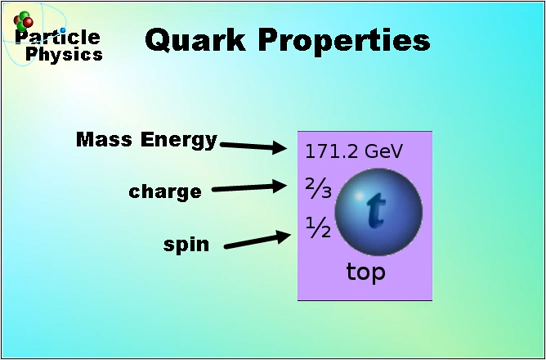 Particle
Physics
Quark Properties
Mass Energy
171.2 GeV
charge
⅔
spin
½
t
top